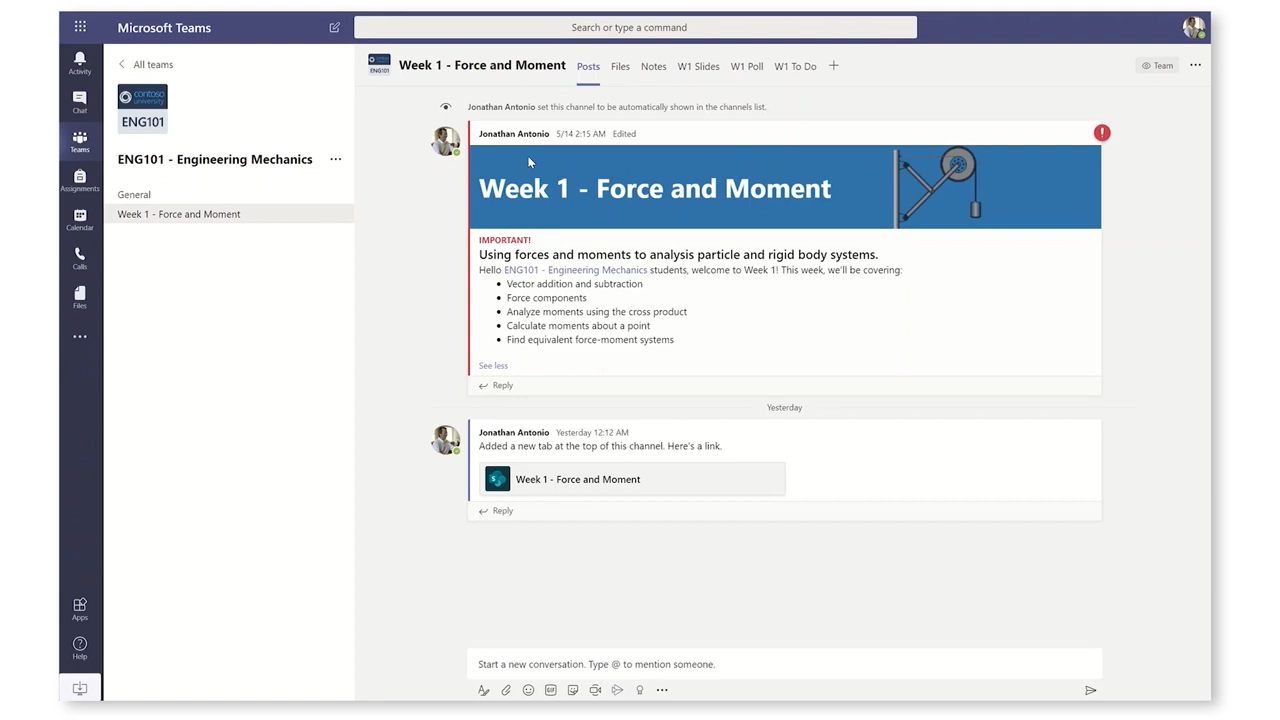 Microsoft Teams
Search or type a command
Activity
Chat
Teams
Assignments
Calendar
Calls
Files
Apps
Help
All teams
contoso
university
ENG101
ENG101 - Engineering Mechanics
General
Week 1 - Force and Moment
ENG101
Week 1 - Force and Moment
Posts
Files
Notes
W1 Slides
W1 Poll
W1 To Do
Team
Jonathan Antonio set this channel to be automatically shown in the channels list.
Jonathan Antonio 5/14 2:15 AM Edited
Week 1 - Force and Moment
IMPORTANT!
Using forces and moments to analysis particle and rigid body systems.
Hello ENG101 - Engineering Mechanics students, welcome to Week 1! This week, we'll be covering:
Vector addition and subtraction
Force components
Analyze moments using the cross product
Calculate moments about a point
Find equivalent force-moment systems
See less
Reply
Yesterday
Jonathan Antonio Yesterday 12:12 AM
Added a new tab at the top of this channel. Here's a link.
Week 1 - Force and Moment
Reply
Start a new conversation. Type @ to mention someone.
GIF